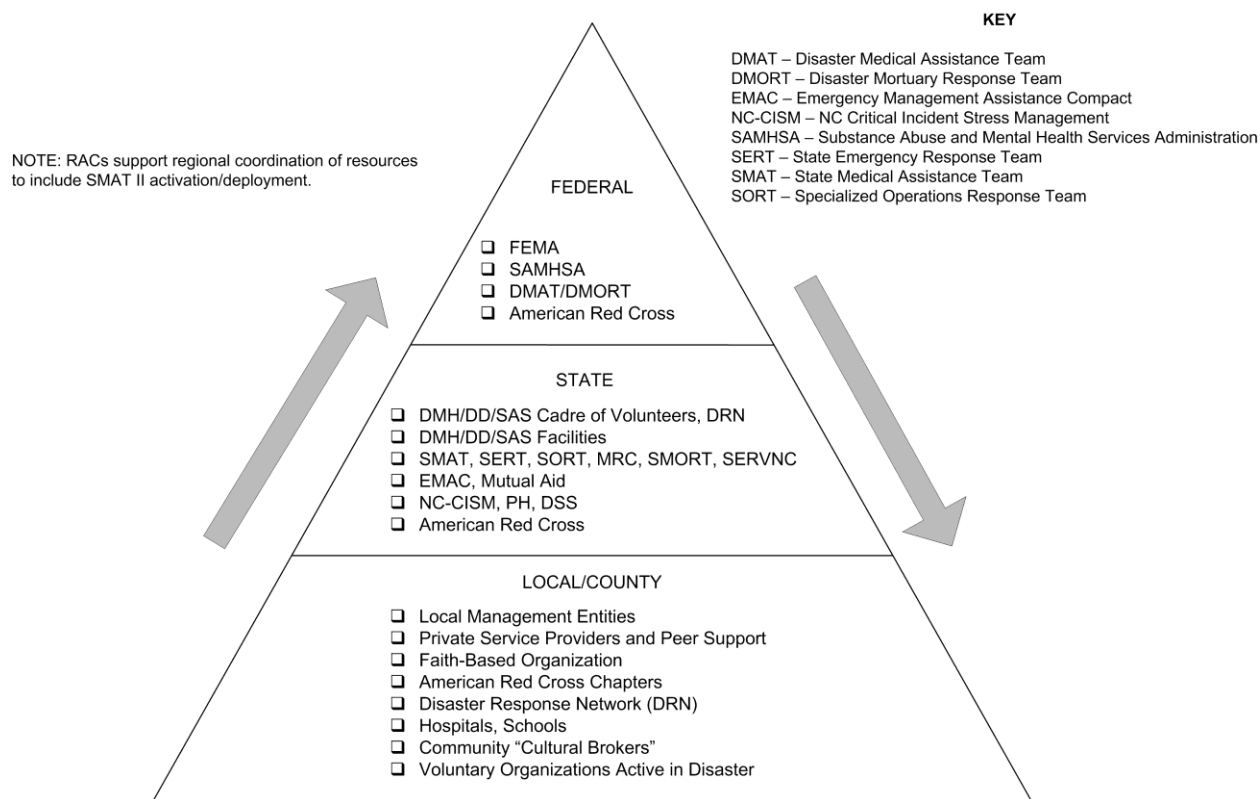 KEY
DMAT – Disaster Medical Assistance Team
DMORT – Disaster Mortuary Response Team
EMAC – Emergency Management Assistance Compact
NC-CISM – NC Critical Incident Stress Management
SAMHSA – Substance Abuse and Mental Health Services Administration
SERT – State Emergency Response Team
SMAT – State Medical Assistance Team
SORT – Specialized Operations Response Team
NOTE: RACs support regional coordination of resources
to include SMAT II activation/deployment.
FEDERAL
❑ FEMA
❑ SAMHSA
❑ DMAT/DMORT
❑ American Red Cross
STATE
❑ DMH/DD/SAS Cadre of Volunteers, DRN
❑ DMH/DD/SAS Facilities
❑ SMAT, SERT, SORT, MRC, SMORT, SERVNC
❑ EMAC, Mutual Aid
❑ NC-CISM, PH, DSS
❑ American Red Cross
LOCAL/COUNTY
❑ Local Management Entities
❑ Private Service Providers and Peer Support
❑ Faith-Based Organization
❑ American Red Cross Chapters
❑ Disaster Response Network (DRN)
❑ Hospitals, Schools
❑ Community “Cultural Brokers”
❑ Voluntary Organizations Active in Disaster